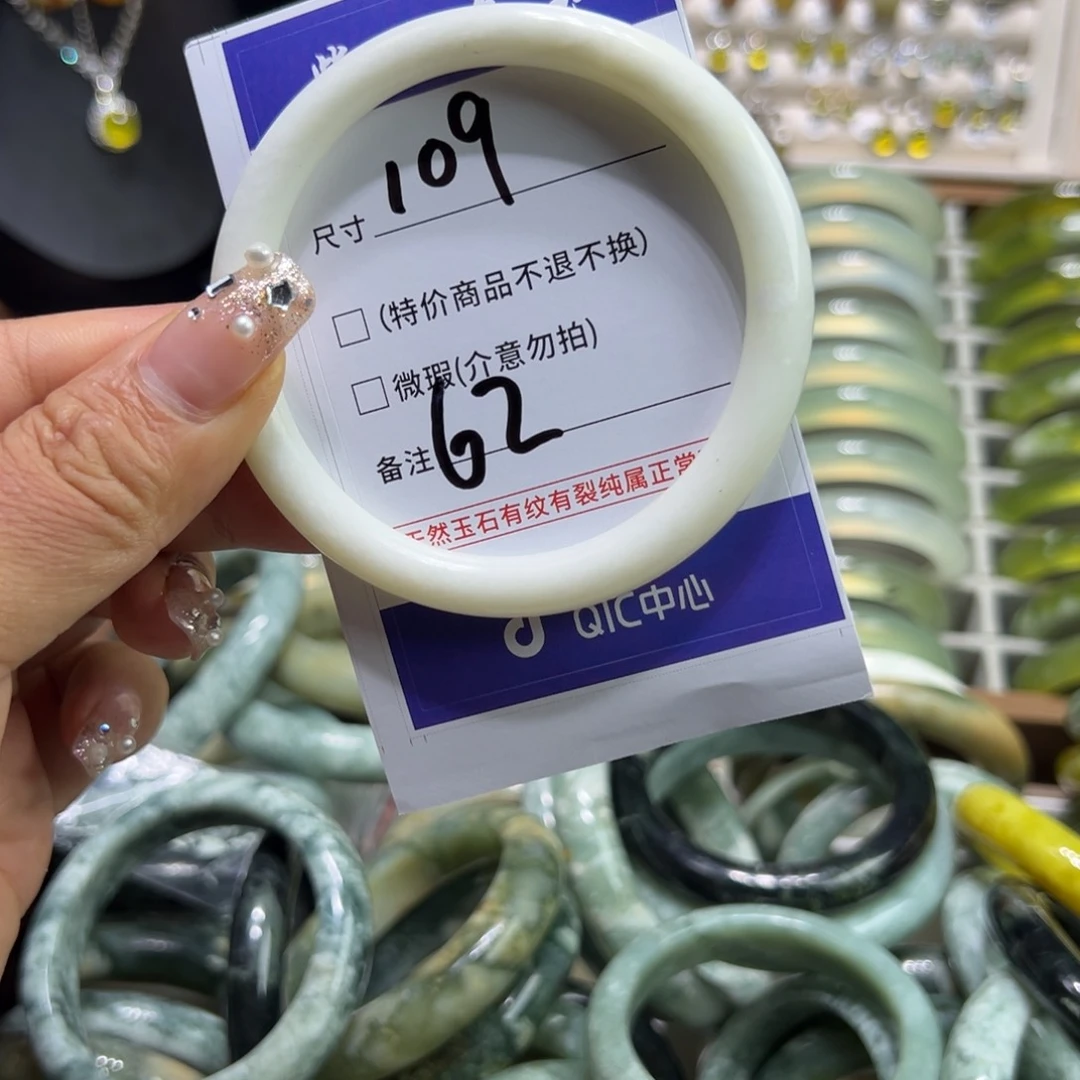 109
尺寸
□(特价商品不退不换)
□微瑕(介意勿拍)
62
备注
天然玉石有纹有裂纯属正常
QIC中心